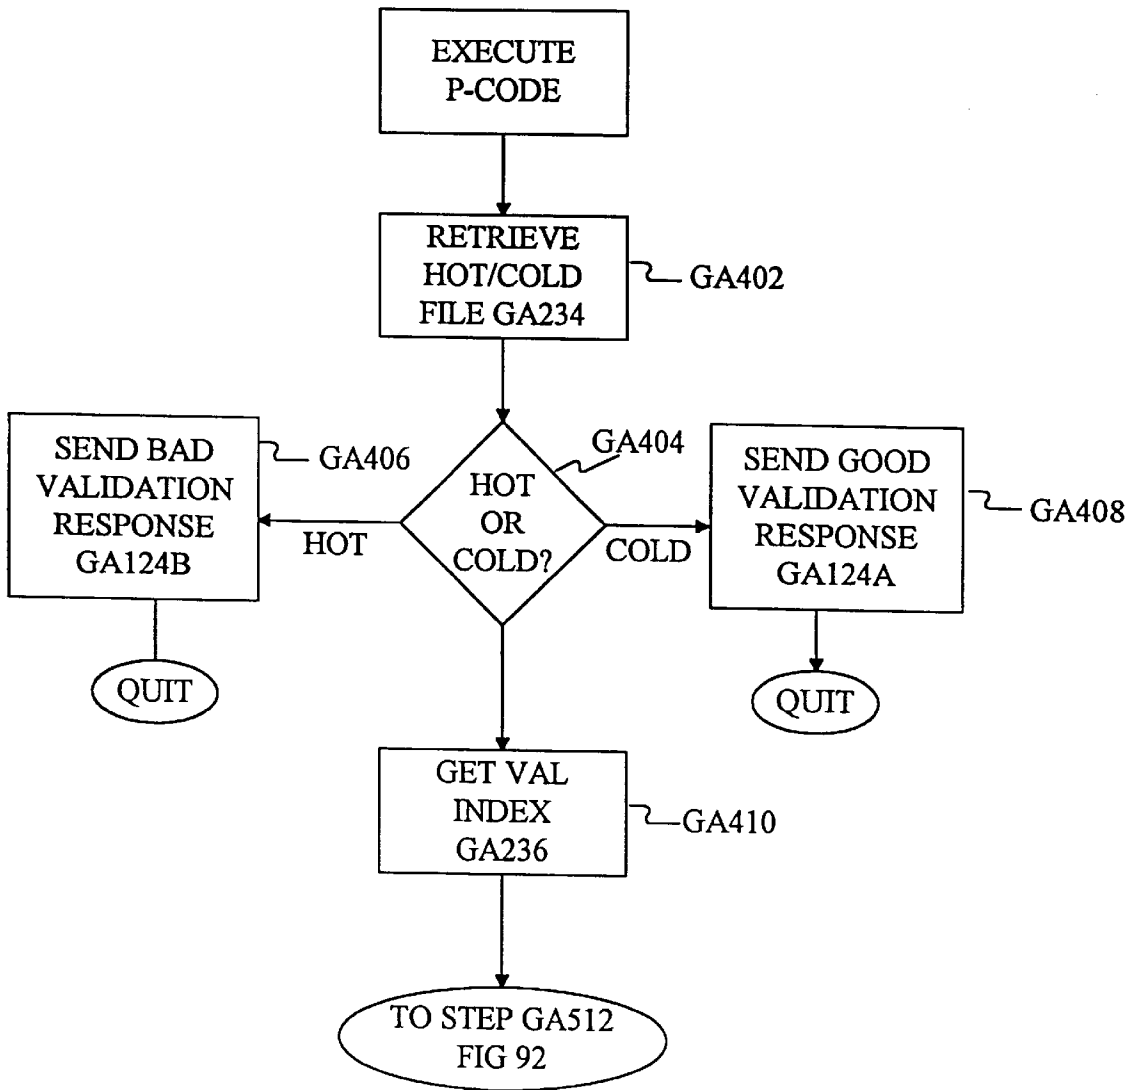 EXECUTE
P-CODE
RETRIEVE
HOT/COLD
FILE GA234
GA402
SEND BAD
VALIDATION
RESPONSE
GA124B
GA406
HOT
HOT
OR
COLD?
GA404
COLD
SEND GOOD
VALIDATION
RESPONSE
GA124A
GA408
QUIT
QUIT
GET VAL
INDEX
GA236
GA410
TO STEP GA512
FIG 92